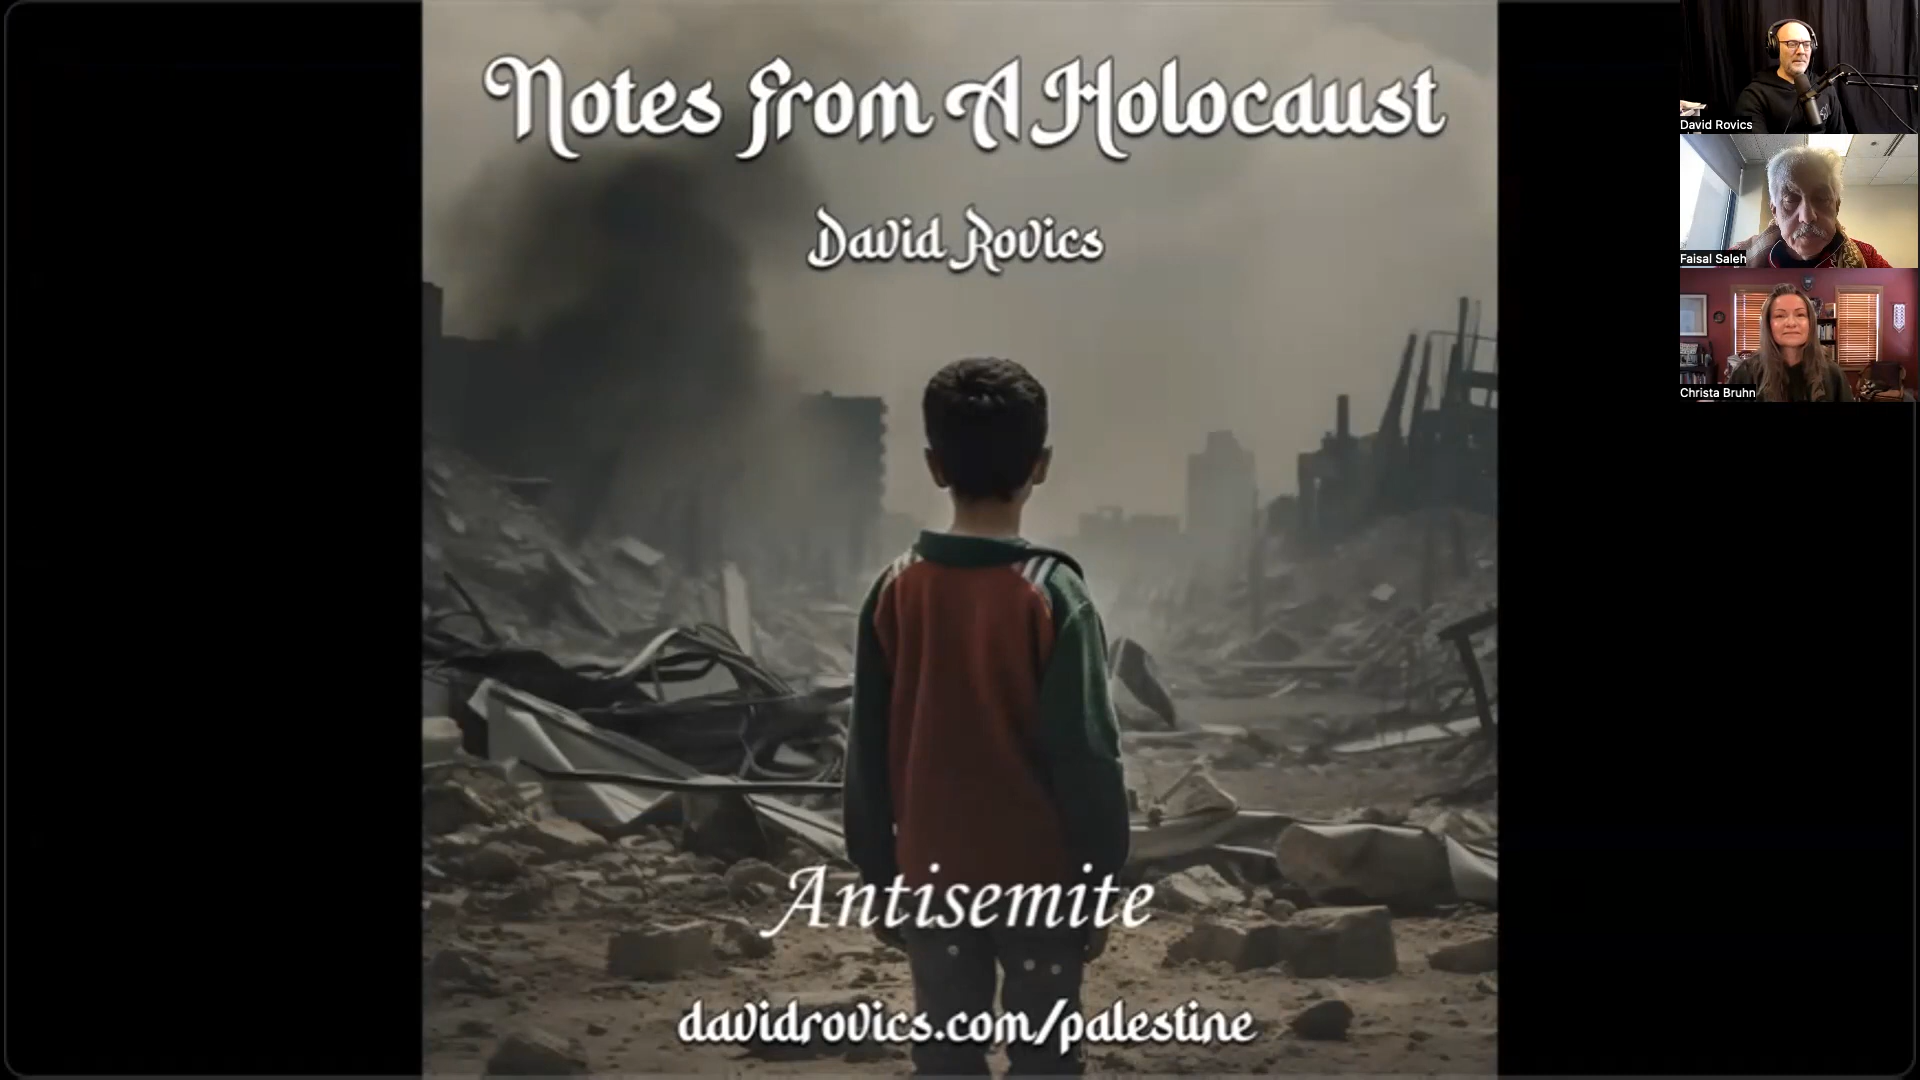 Notes from A Holocaust
David Rovics
Antisemite
davidrovics.com/palestine
David Rovics
Faisal Saleh
Christa Bruhn